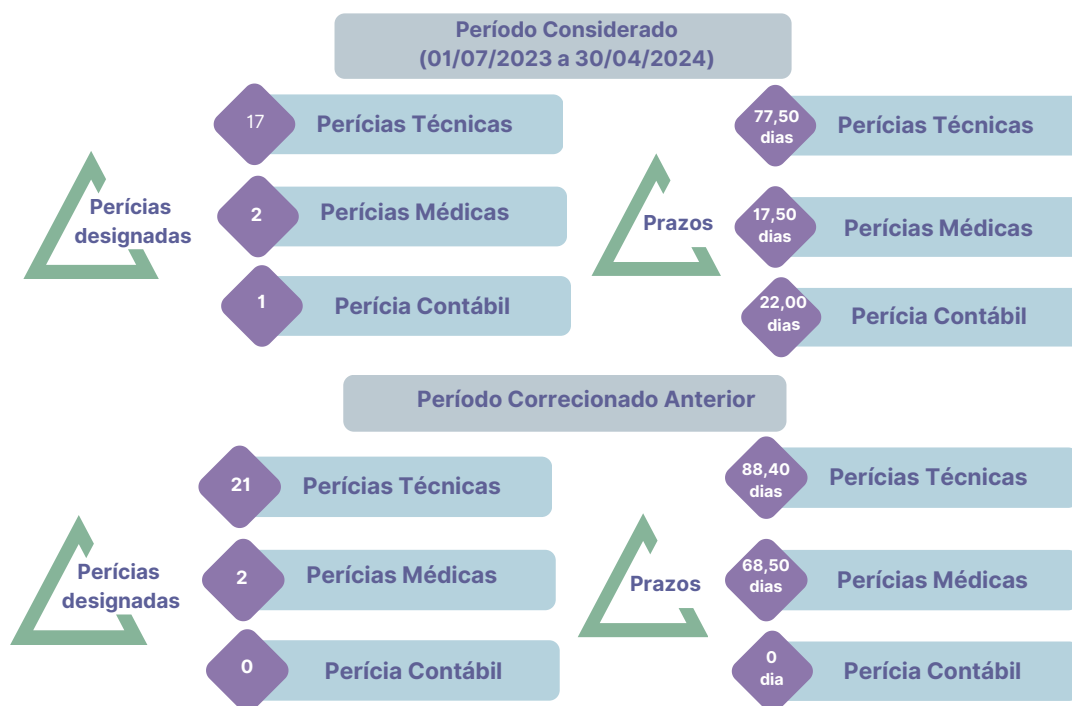 Período Considerado
(01/07/2023 a 30/04/2024)
Perícias
designadas
17
Perícias Técnicas
2
Perícias Médicas
1
Perícia Contábil
Prazos
77,50
dias
Perícias Técnicas
17,50
dias
Perícias Médicas
22,00
dias
Perícia Contábil
Período Correcionado Anterior
Perícias
designadas
21
Perícias Técnicas
2
Perícias Médicas
0
Perícia Contábil
Prazos
88,40
dias
Perícias Técnicas
68,50
dias
Perícias Médicas
0
dia
Perícia Contábil